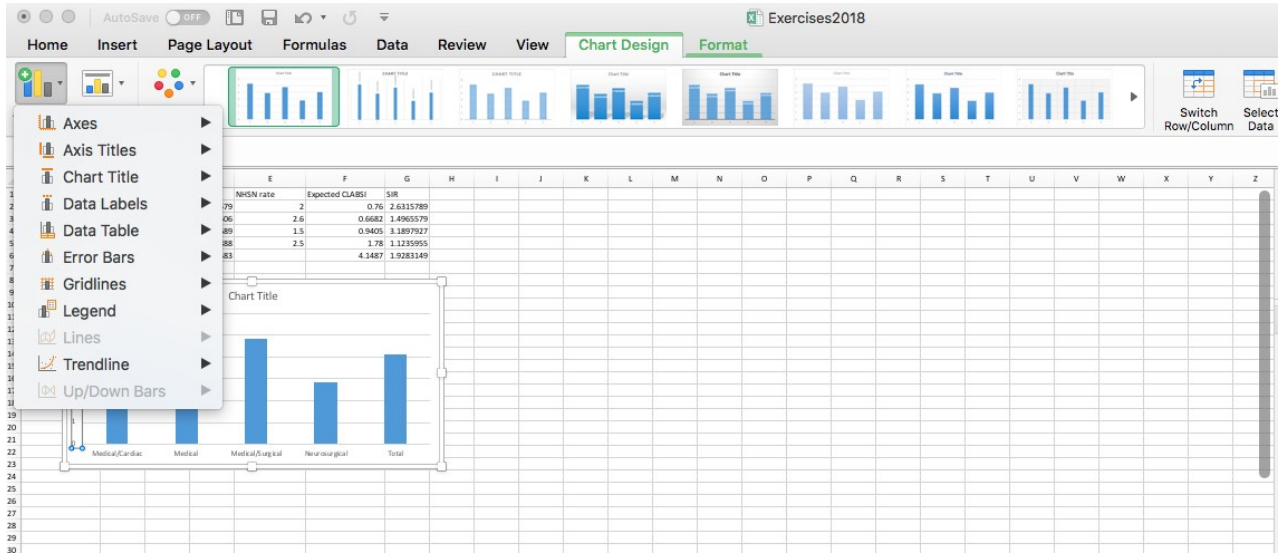 AutoSave OFF Exercises2018
Home Insert Page Layout Formulas Data Review View Chart Design Format
Switch Row/Column
Select Data
Axes
Axis Titles
Chart Title
Data Labels
Data Table
Error Bars
Gridlines
Legend
Lines
Trendline
Up/Down Bars
E F G H I J K L M N O P Q R S T U V W X Y Z
NHSN rate Expected CLABSI SIR
2 0.76 2.6315789
2.6 0.6682 1.4965579
1.5 0.9405 3.1897927
2.5 1.78 1.1235955
4.1487 1.9283149
Chart Title
1
0
Medical/Cardiac Medical Medical/Surgical Neurosurgical Total
19
20
21
22
23
24
25
26
27
28
29
30